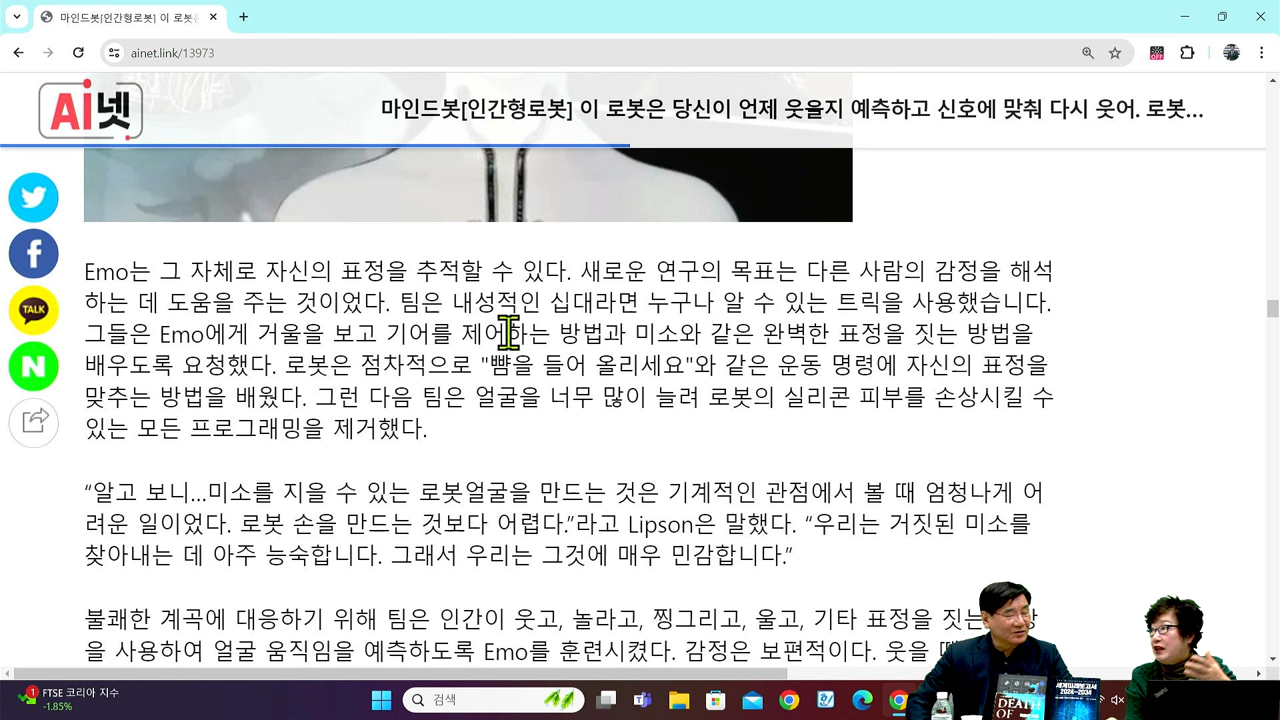 마인드봇[인간형로봇] 이 로봇은
ainet.link/13973
OFF
Ai넷
마인드봇[인간형로봇] 이 로봇은 당신이 언제 웃을지 예측하고 신호에 맞춰 다시 웃어. 로봇...
TALK
N
Emo는 그 자체로 자신의 표정을 추적할 수 있다. 새로운 연구의 목표는 다른 사람의 감정을 해석
하는 데 도움을 주는 것이었다. 팀은 내성적인 십대라면 누구나 알 수 있는 트릭을 사용했습니다.
그들은 Emo에게 거울을 보고 기어를 제어하는 방법과 미소와 같은 완벽한 표정을 짓는 방법을
배우도록 요청했다. 로봇은 점차적으로 "뺨을 들어 올리세요"와 같은 운동 명령에 자신의 표정을
맞추는 방법을 배웠다. 그런 다음 팀은 얼굴을 너무 많이 늘려 로봇의 실리콘 피부를 손상시킬 수
있는 모든 프로그래밍을 제거했다.
“알고 보니...미소를 지을 수 있는 로봇얼굴을 만드는 것은 기계적인 관점에서 볼 때 엄청나게 어
려운 일이었다. 로봇 손을 만드는 것보다 어렵다.”라고 Lipson은 말했다. “우리는 거짓된 미소를
찾아내는 데 아주 능숙합니다. 그래서 우리는 그것에 매우 민감합니다.”
불쾌한 계곡에 대응하기 위해 팀은 인간이 웃고, 놀라고, 찡그리고, 울고, 기타 표정을 짓는
을 사용하여 얼굴 움직임을 예측하도록 Emo를 훈련시켰다. 감정은 보편적이다. 웃을
1
FTSE 코리아 지수
-1.85%
검색
DEATH
OF
세계미래보고서
2024-2034